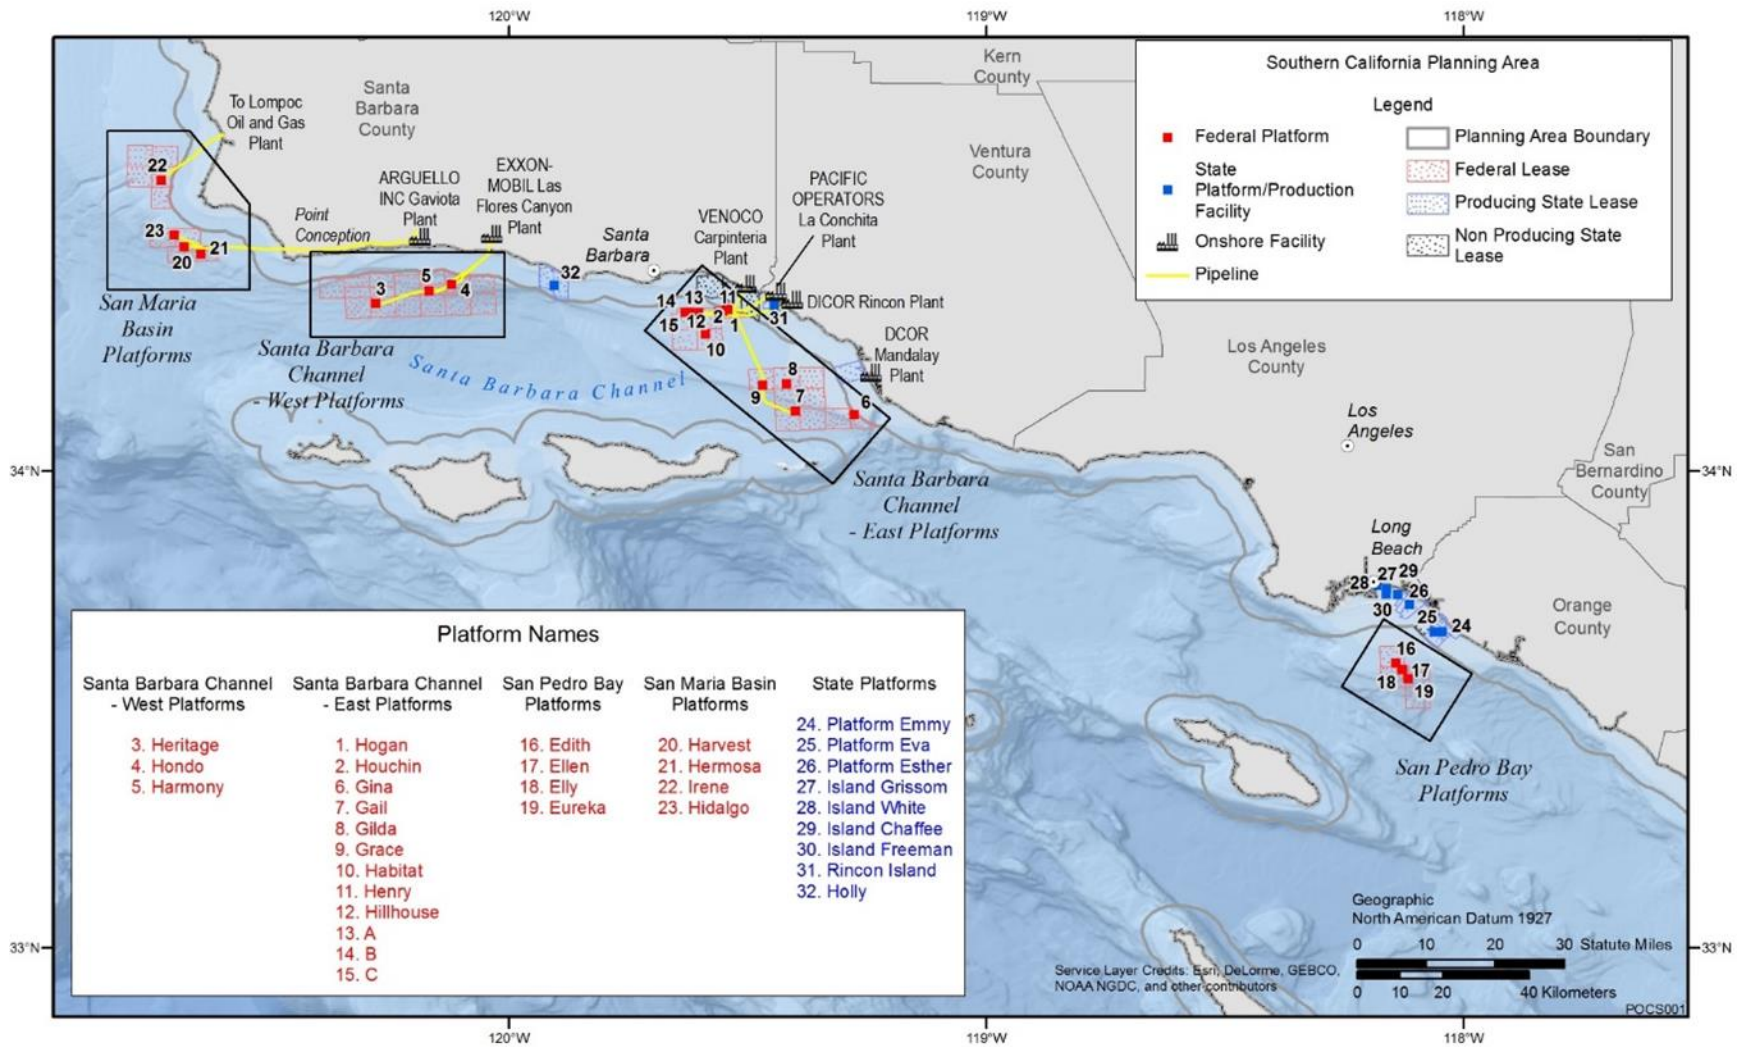 120°W
119°W
118°W
Southern California Planning Area
Legend
Federal Platform
State
Platform/Production
Facility
Onshore Facility
Pipeline
Planning Area Boundary
Federal Lease
Producing State Lease
Non Producing State
Lease
Kern
County
Santa
Barbara
County
To Lompoc
Oil and Gas
Plant
Ventura
County
EXXON-
MOBIL Las
Flores Canyon
Plant
ARGUELLO
INC Gaviota
Plant
PACIFIC
OPERATORS
La Conchita
Plant
VENOCO
Carpinteria
Plant
Point
Conception
Santa
Barbara
22
23
20
21
San Maria
Basin
Platforms
3
5
4
32
Santa Barbara
Channel
- West Platforms
14
13
11
15
12
2
1
10
31
DICOR Rincon Plant
DCOR
Mandalay
Plant
8
7
9
6
Santa Barbara Channel
Santa Barbara
Channel
- East Platforms
Los Angeles
County
Los
Angeles
San
Bernardino
County
34°N
34°N
Long
Beach
28
27
29
26
30
25
24
Orange
County
16
17
18
19
San Pedro Bay
Platforms
Platform Names
Santa Barbara Channel
- West Platforms
3. Heritage
4. Hondo
5. Harmony
Santa Barbara Channel
- East Platforms
1. Hogan
2. Houchin
6. Gina
7. Gail
8. Gilda
9. Grace
10. Habitat
11. Henry
12. Hillhouse
13. A
14. B
15. C
San Pedro Bay
Platforms
16. Edith
17. Ellen
18. Elly
19. Eureka
San Maria Basin
Platforms
20. Harvest
21. Hermosa
22. Irene
23. Hidalgo
State Platforms
24. Platform Emmy
25. Platform Eva
26. Platform Esther
27. Island Grissom
28. Island White
29. Island Chaffee
30. Island Freeman
31. Rincon Island
32. Holly
33°N
33°N
Geographic
North American Datum 1927
0 10 20 30 Statute Miles
0 10 20 40 Kilometers
Service Layer Credits: Esri, DeLorme, GEBCO,
NOAA NGDC, and other contributors
POCS001
120°W
119°W
118°W